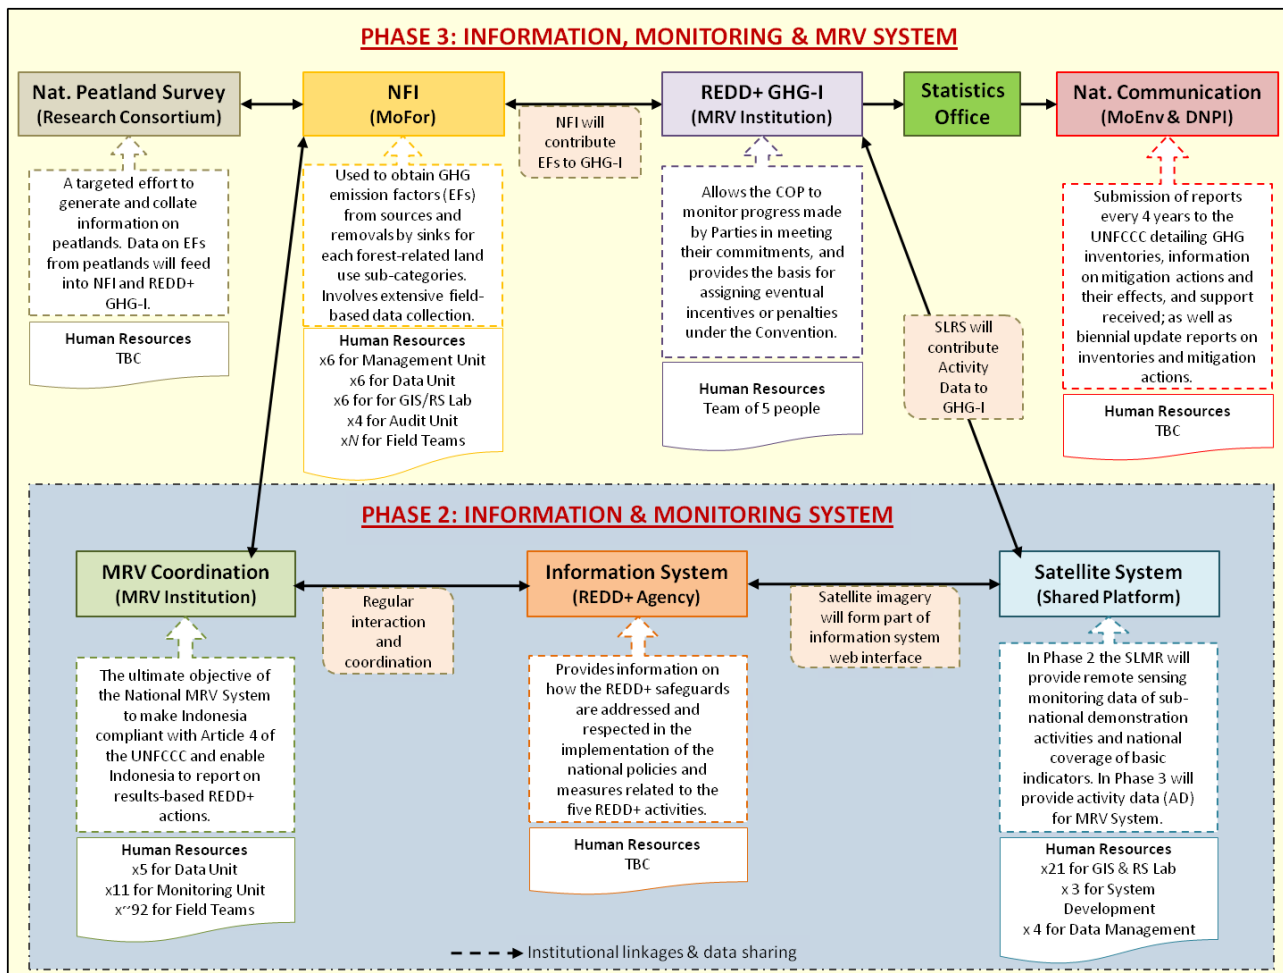 PHASE 3: INFORMATION, MONITORING & MRV SYSTEM
Nat. Peatland Survey
(Research Consortium)
NFI
(MoFor)
REDD+ GHG-I
(MRV Institution)
Statistics
Office
Nat. Communication
(MoEnv & DNPI)
NFI will
contribute
EFs to GHG-I
A targeted effort to
generate and collate
information on
peatlands. Data on EFs
from peatlands will feed
into NFI and REDD+
GHG-I.
Human Resources
TBC
Used to obtain GHG
emission factors (EFs)
from sources and
removals by sinks for
each forest-related land
use sub-categories.
Involves extensive field-
based data collection.
Human Resources
x6 for Management Unit
x6 for Data Unit
x6 for for GIS/RS Lab
x4 for Audit Unit
xN for Field Teams
Allows the COP to
monitor progress made
by Parties in meeting
their commitments, and
provides the basis for
assigning eventual
incentives or penalties
under the Convention.
Human Resources
Team of 5 people
SLRS will
contribute
Activity
Data to
GHG-I
Submission of reports
every 4 years to the
UNFCCC detailing GHG
inventories, information
on mitigation actions and
their effects, and support
received; as well as
biennial update reports on
inventories and mitigation
actions.
Human Resources
TBC
PHASE 2: INFORMATION & MONITORING SYSTEM
MRV Coordination
(MRV Institution)
Information System
(REDD+ Agency)
Satellite System
(Shared Platform)
Regular
interaction
and
coordination
Satellite imagery
will form part of
information system
web interface
The ultimate objective of
the National MRV System
to make Indonesia
compliant with Article 4
of the UNFCCC and enable
Indonesia to report on
results-based REDD+
actions.
Human Resources
x5 for Data Unit
x11 for Monitoring Unit
x~92 for Field Teams
Provides information on
how the REDD+ safeguards
are addressed and
respected in the
implementation of the
national policies and
measures related to the
five REDD+ activities.
Human Resources
TBC
In Phase 2 the SLMR will
provide remote sensing
monitoring data of sub-
national demonstration
activities and national
coverage of basic
indicators. In Phase 3 will
provide activity data (AD)
for MRV System.
Human Resources
x21 for GIS & RS Lab
x 3 for System
Development
x 4 for Data Management
Institutional linkages & data sharing